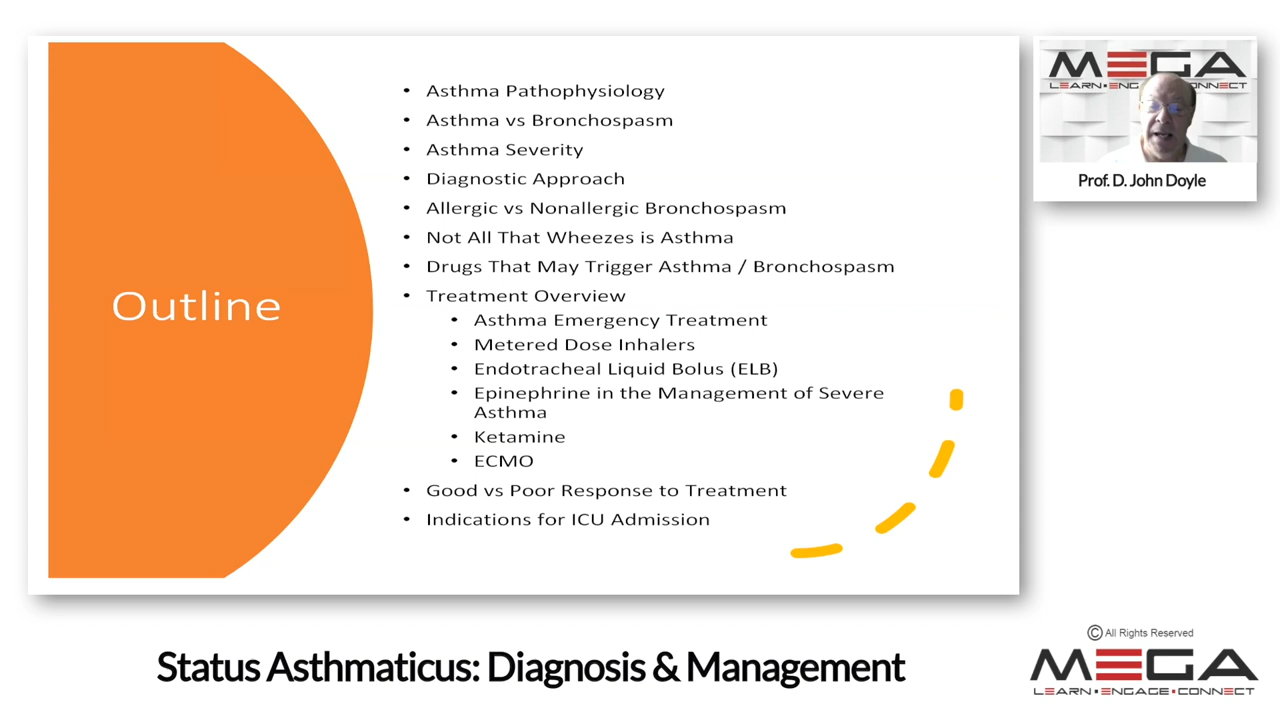 Outline
• Asthma Pathophysiology
• Asthma vs Bronchospasm
• Asthma Severity
• Diagnostic Approach
• Allergic vs Nonallergic Bronchospasm
• Not All That Wheezes is Asthma
• Drugs That May Trigger Asthma / Bronchospasm
• Treatment Overview
• Asthma Emergency Treatment
• Metered Dose Inhalers
• Endotracheal Liquid Bolus (ELB)
• Epinephrine in the Management of Severe
Asthma
• Ketamine
• ECMO
• Good vs Poor Response to Treatment
• Indications for ICU Admission
MEGA
LEARN•ENG CONNECT
Prof. D. John Doyle
Status Asthmaticus: Diagnosis & Management
© All Rights Reserved
MEGA
LEARN•ENGAGE•CONNECT